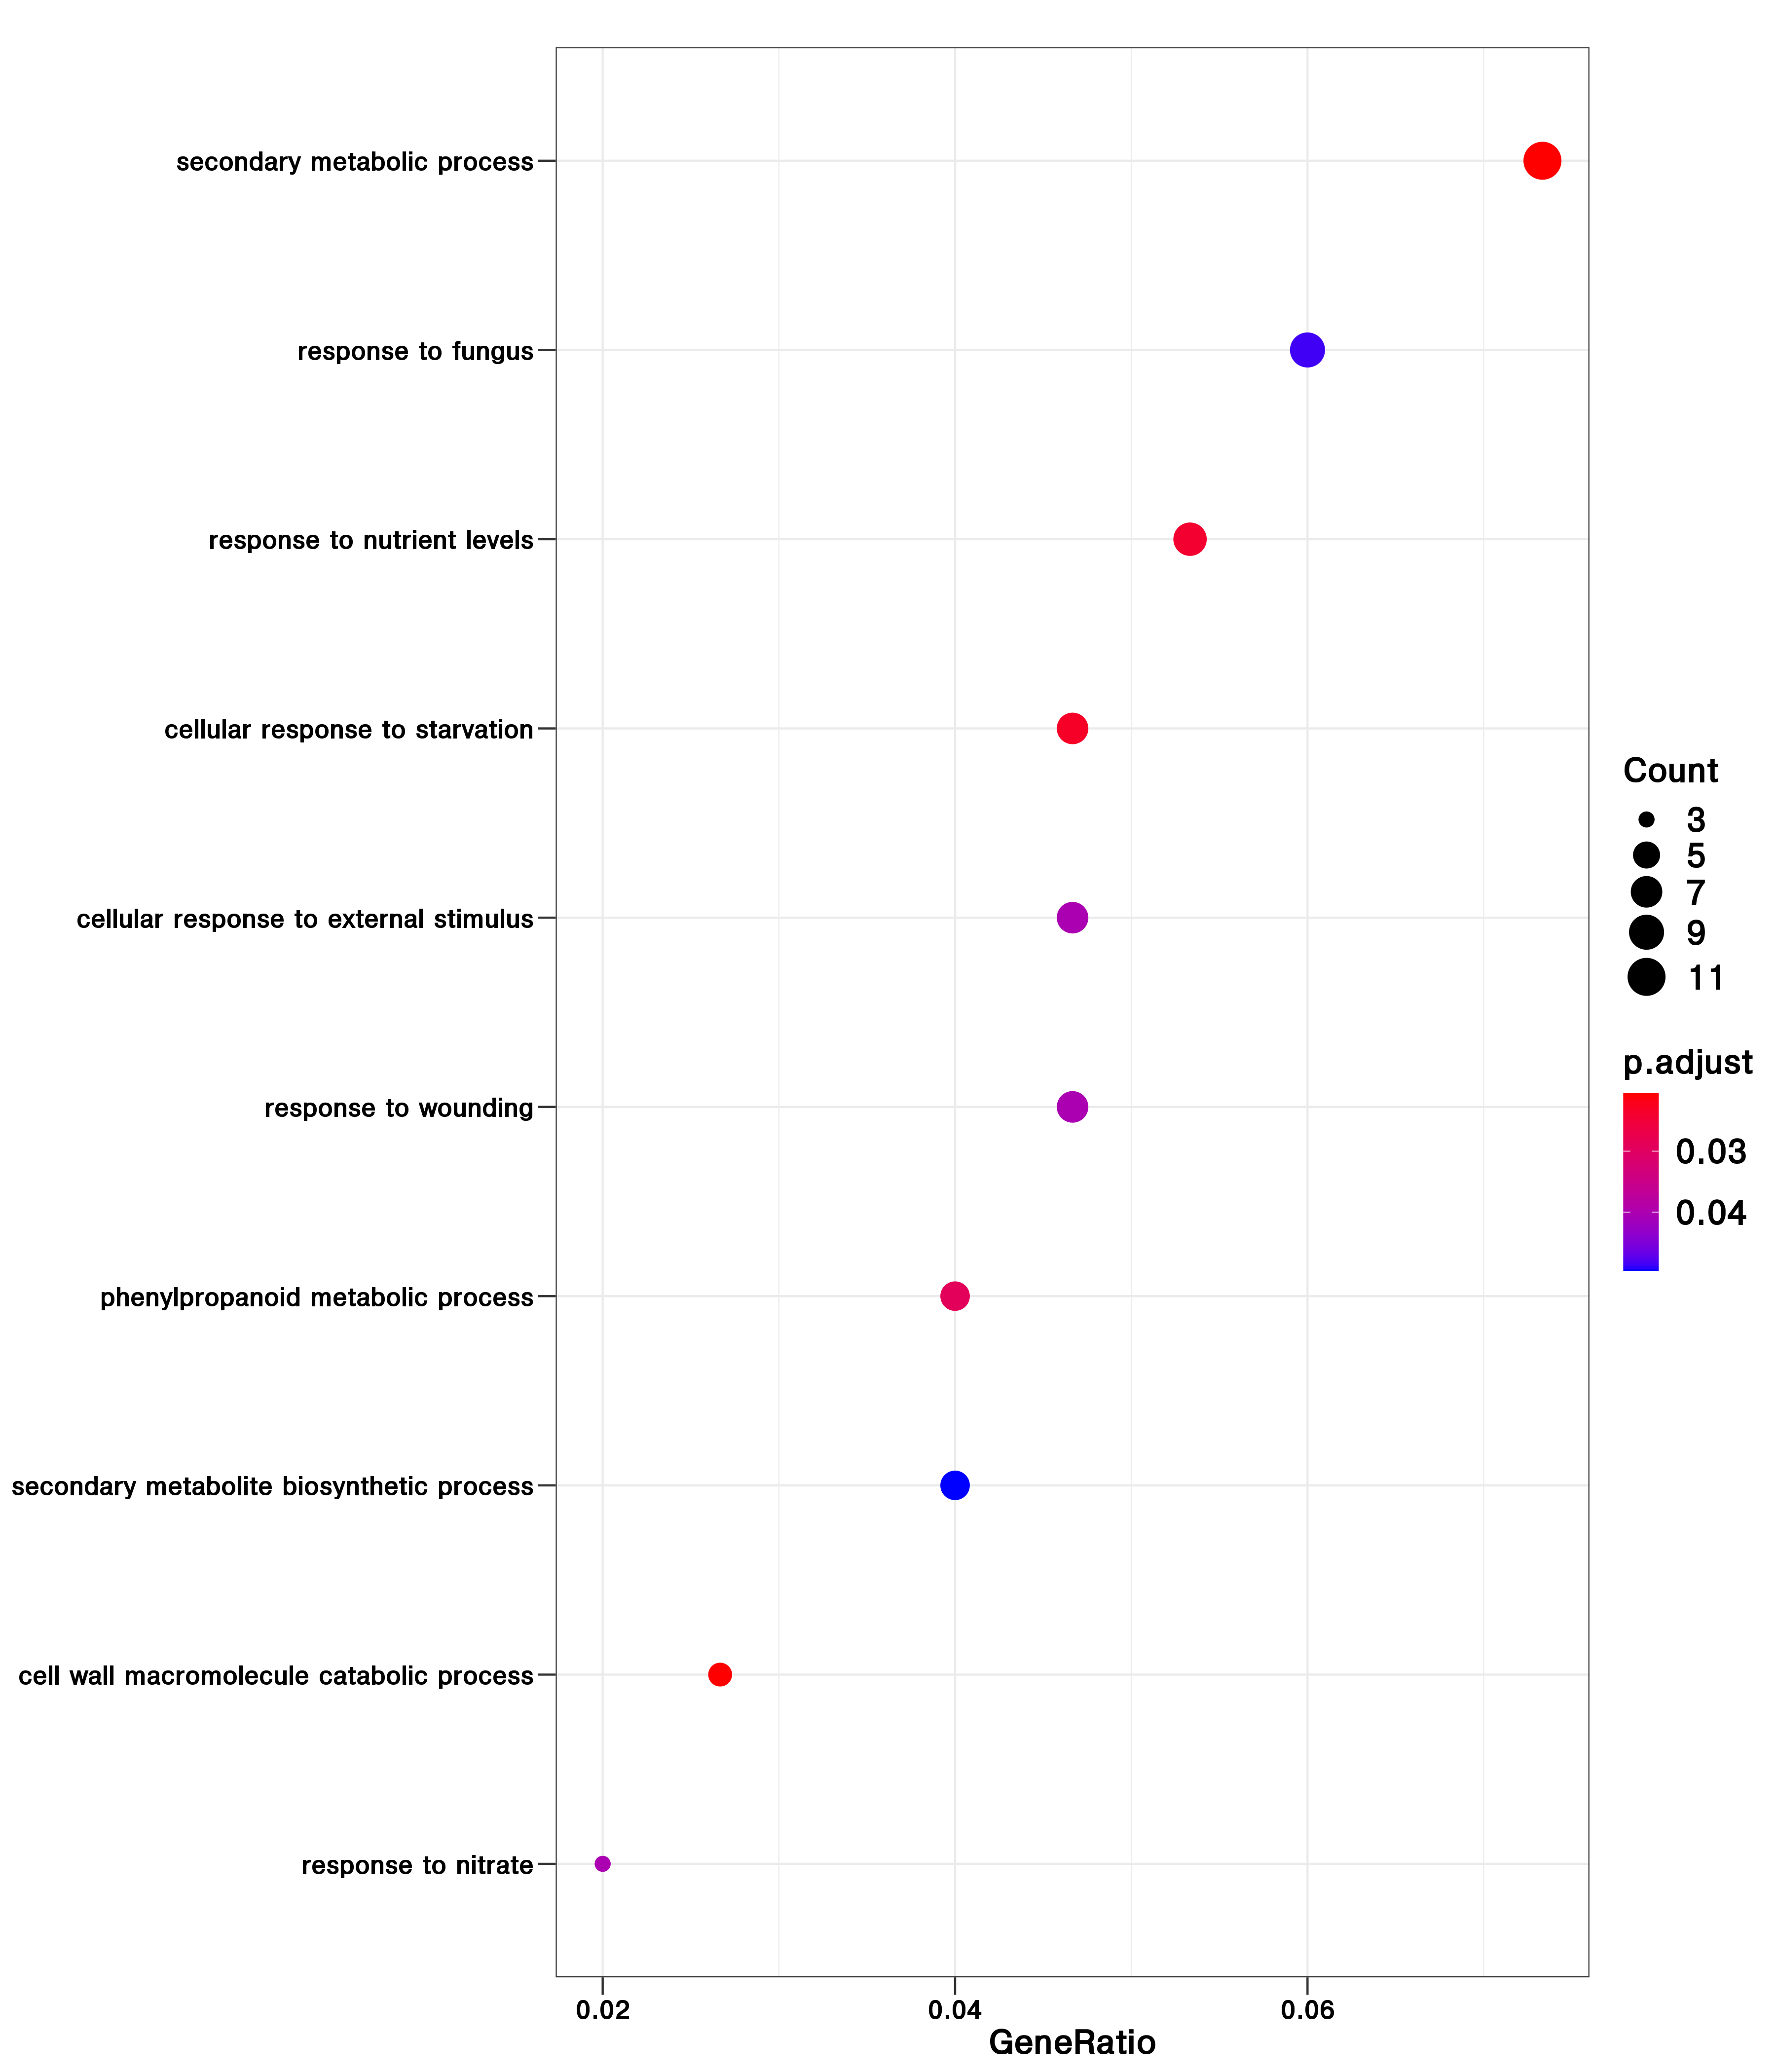 secondary metabolic process
response to fungus
response to nutrient levels
cellular response to starvation
cellular response to external stimulus
response to wounding
phenylpropanoid metabolic process
secondary metabolite biosynthetic process
cell wall macromolecule catabolic process
response to nitrate
0.02 0.04 0.06
GeneRatio
Count
3
5
7
9
11
p.adjust
0.03
0.04